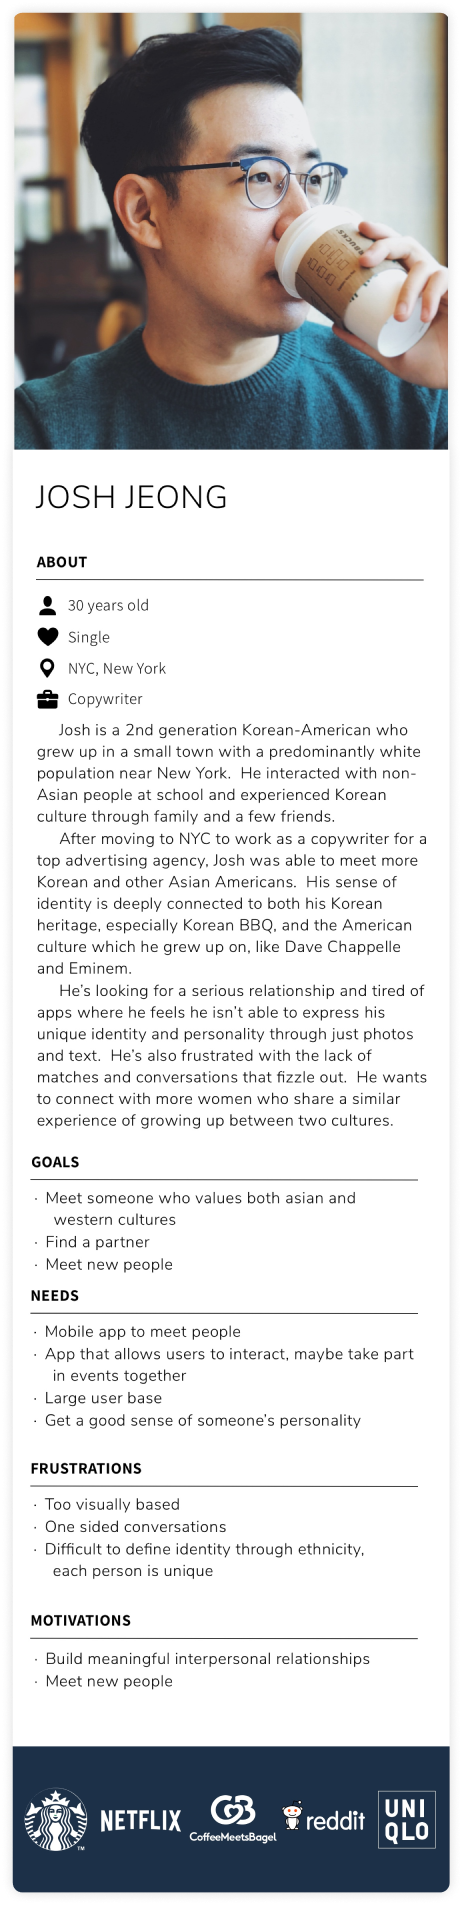 JOSH JEONG
ABOUT
30 years old
Single
NYC, New York
Copywriter
Josh is a 2nd generation Korean-American who
grew up in a small town with a predominantly white
population near New York.  He interacted with non-
Asian people at school and experienced Korean
culture through family and a few friends.
After moving to NYC to work as a copywriter for a
top advertising agency, Josh was able to meet more
Korean and other Asian Americans.  His sense of
identity is deeply connected to both his Korean
heritage, especially Korean BBQ, and the American
culture which he grew up on, like Dave Chappelle
and Eminem.
He's looking for a serious relationship and tired of
apps where he feels he isn't able to express his
unique identity and personality through just photos
and text.  He's also frustrated with the lack of
matches and conversations that fizzle out.  He wants
to connect with more women who share a similar
experience of growing up between two cultures.
GOALS
· Meet someone who values both asian and
western cultures
· Find a partner
· Meet new people
NEEDS
· Mobile app to meet people
· App that allows users to interact, maybe take part
in events together
· Large user base
· Get a good sense of someone's personality
FRUSTRATIONS
· Too visually based
· One sided conversations
· Difficult to define identity through ethnicity,
each person is unique
MOTIVATIONS
· Build meaningful interpersonal relationships
· Meet new people
TM
NETFLIX
CoffeeMeetsBagel
reddit
UNI
QLO